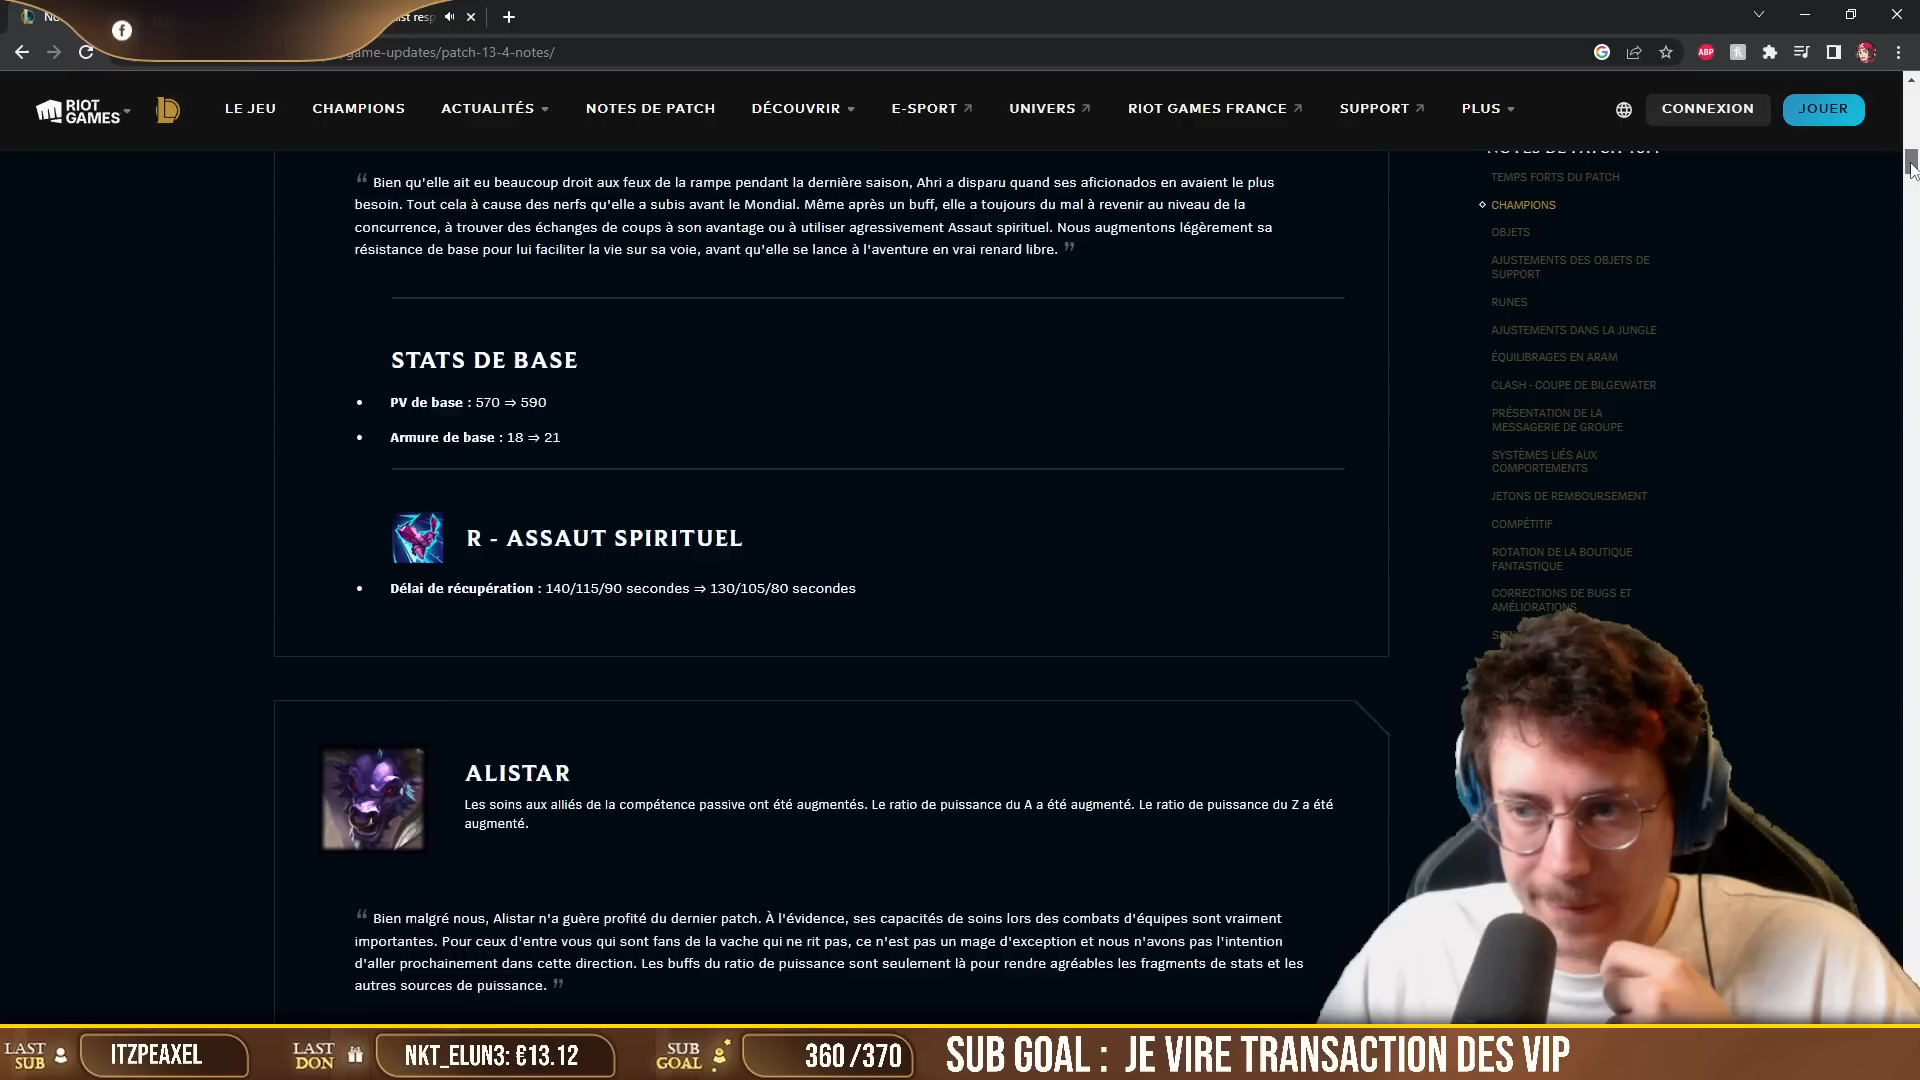 ist resp
game-updates/patch-13-4-notes/
ABP
RIOT GAMES
LE JEU
CHAMPIONS
ACTUALITÉS
NOTES DE PATCH
DÉCOUVRIR
E-SPORT
UNIVERS
RIOT GAMES FRANCE
SUPPORT
PLUS
CONNEXION
JOUER
“ Bien qu'elle ait eu beaucoup droit aux feux de la rampe pendant la dernière saison, Ahri a disparu quand ses aficionados en avaient le plus
besoin. Tout cela à cause des nerfs qu'elle a subis avant le Mondial. Même après un buff, elle a toujours du mal à revenir au niveau de la
concurrence, à trouver des échanges de coups à son avantage ou à utiliser agressivement Assaut spirituel. Nous augmentons légèrement sa
résistance de base pour lui faciliter la vie sur sa voie, avant qu'elle se lance à l'aventure en vrai renard libre. ”
STATS DE BASE
• PV de base : 570 ⇒ 590
• Armure de base : 18 ⇒ 21
R - ASSAUT SPIRITUEL
• Délai de récupération : 140/115/90 secondes ⇒ 130/105/80 secondes
ALISTAR
Les soins aux alliés de la compétence passive ont été augmentés. Le ratio de puissance du A a été augmenté. Le ratio de puissance du Z a été
augmenté.
“ Bien malgré nous, Alistar n'a guère profité du dernier patch. À l'évidence, ses capacités de soins lors des combats d'équipes sont vraiment
importantes. Pour ceux d'entre vous qui sont fans de la vache qui ne rit pas, ce n'est pas un mage d'exception et nous n'avons pas l'intention
d'aller prochainement dans cette direction. Les buffs du ratio de puissance sont seulement là pour rendre agréables les fragments de stats et les
autres sources de puissance. ”
NOTES DE PATCH 13.4
TEMPS FORTS DU PATCH
CHAMPIONS
OBJETS
AJUSTEMENTS DES OBJETS DE
SUPPORT
RUNES
AJUSTEMENTS DANS LA JUNGLE
ÉQUILIBRAGES EN ARAM
CLASH - COUPE DE BILGEWATER
PRÉSENTATION DE LA
MESSAGERIE DE GROUPE
SYSTÈMES LIÉS AUX
COMPORTEMENTS
JETONS DE REMBOURSEMENT
COMPÉTITIF
ROTATION DE LA BOUTIQUE
FANTASTIQUE
CORRECTIONS DE BUGS ET
AMÉLIORATIONS
LAST SUB
ITZPEAXEL
LAST DON
NKT_ELUN3: €13.12
SUB GOAL
360 /370
SUB GOAL : JE VIRE TRANSACTION DES VIP